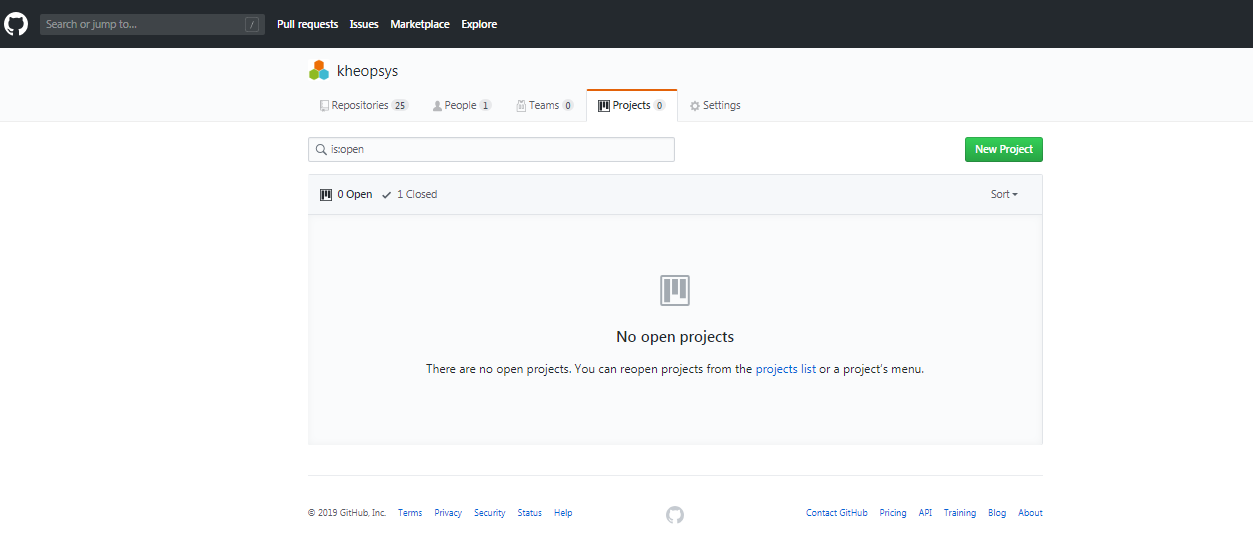 Search or jump to... /
Pull requests Issues Marketplace Explore
kheopsys
Repositories 25 People 1 Teams 0 Projects 0 Settings
is:open
New Project
0 Open 1 Closed
Sort
No open projects
There are no open projects. You can reopen projects from the projects list or a project's menu.
© 2019 GitHub, Inc. Terms Privacy Security Status Help
Contact GitHub Pricing API Training Blog About